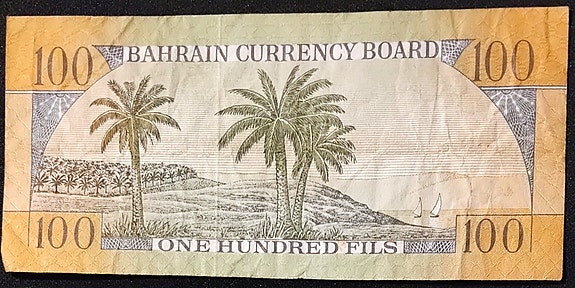 100 BAHRAIN CURRENCY BOARD 100
100 ONE HUNDRED FILS 100